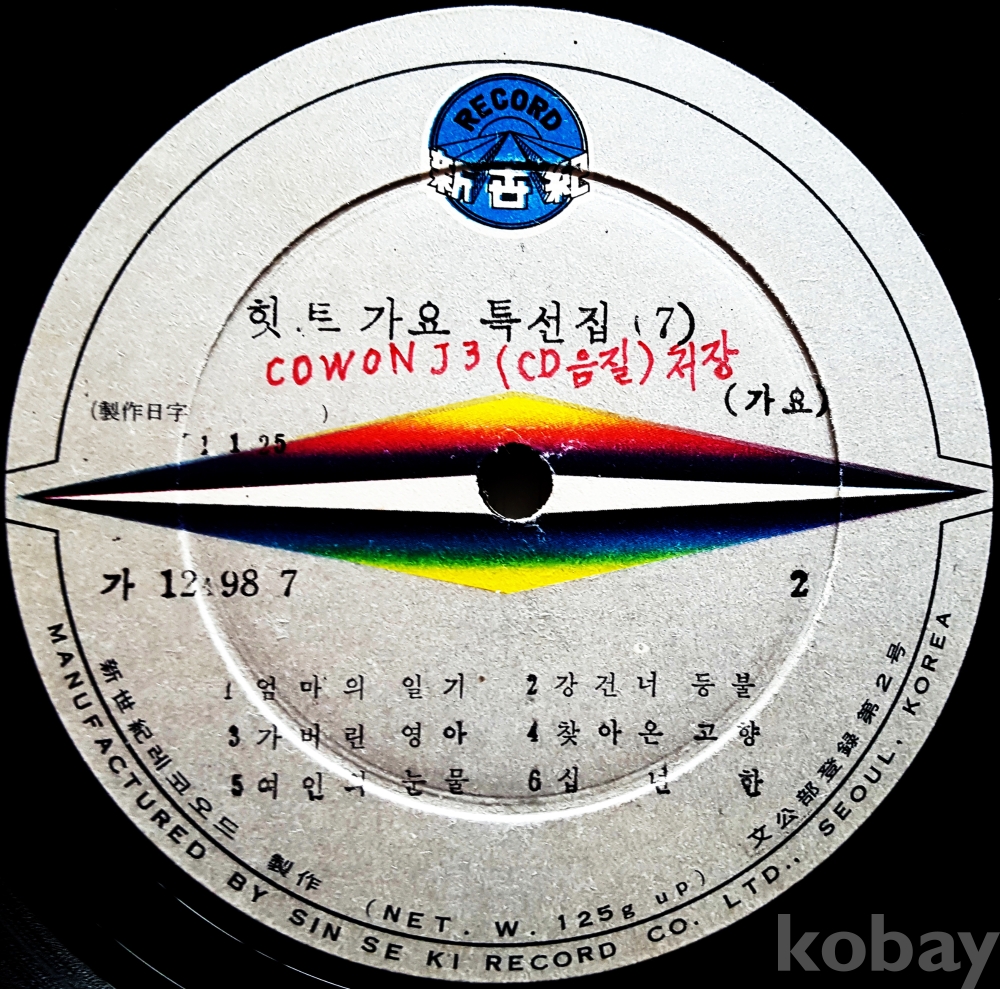 RECORD
新世紀
힛트 가요 특선집 (7)
COWON J3 (CD음질) 저장
(가요)
(製作日字 )
1 1 25
가 12498 7
2
1 엄마의 일기 2 강건너 등불
3 가버린 영아 4 찾아온 고향
5 여인의 눈물 6 십년 한
新世紀레코오드 製作 (NET. W. 125g up) 文公部登錄第2号
MANUFACTURED BY SIN SE KI RECORD CO. LTD., SEOUL, KOREA
kobay